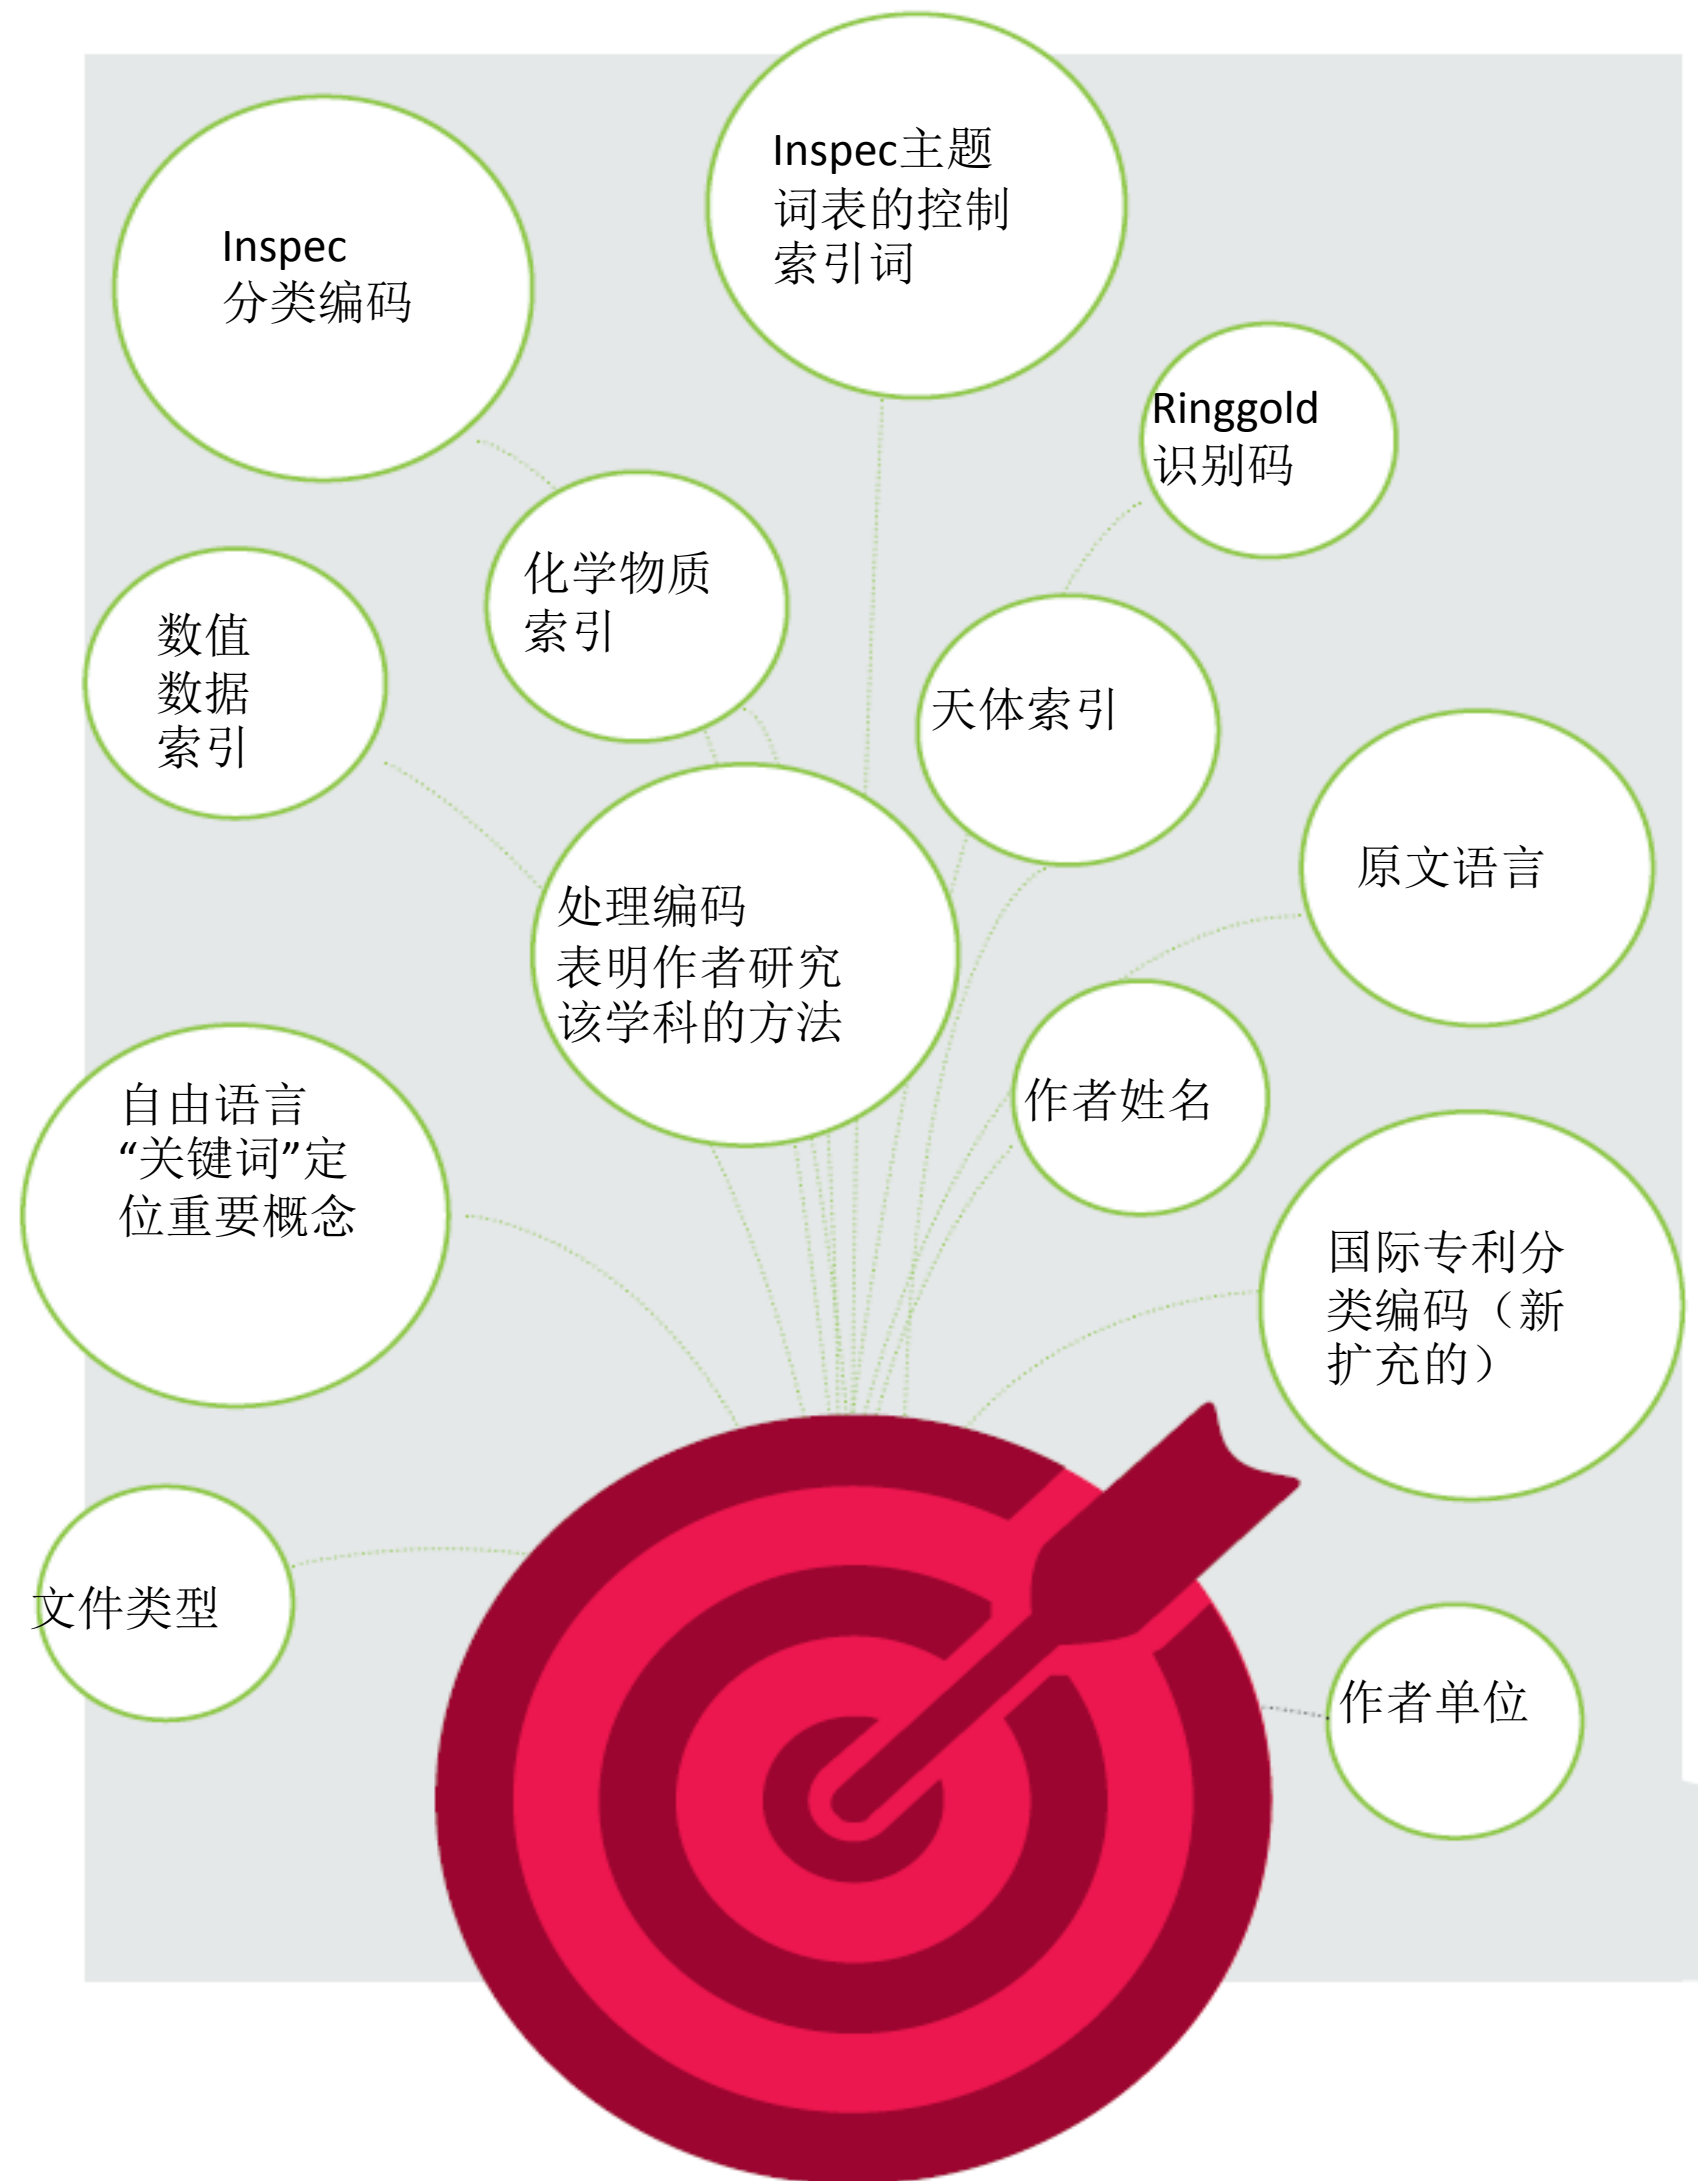 Inspec
分类编码
Inspec主题
词表的控制
索引词
Ringgold
识别码
化学物质
索引
数值
数据
索引
天体索引
原文语言
处理编码
表明作者研究
该学科的方法
自由语言
“关键词”定
位重要概念
作者姓名
国际专利分
类编码（新
扩充的）
文件类型
作者单位